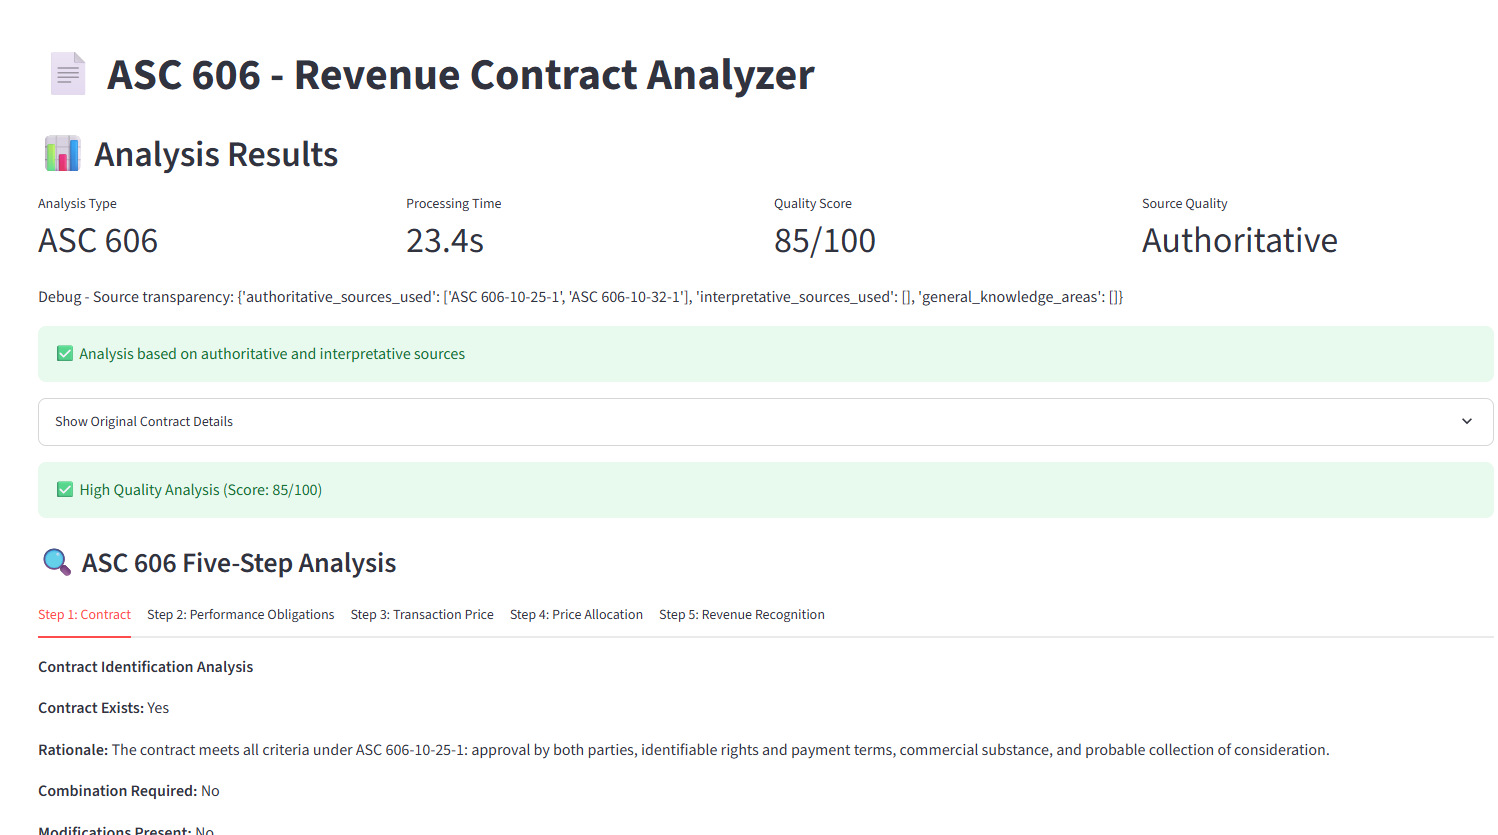 ASC 606 - Revenue Contract Analyzer
Analysis Results
Analysis Type
Processing Time
Quality Score
Source Quality
ASC 606
23.4s
85/100
Authoritative
Debug - Source transparency: {'authoritative_sources_used': ['ASC 606-10-25-1', 'ASC 606-10-32-1'], 'interpretative_sources_used': [], 'general_knowledge_areas': []}
Analysis based on authoritative and interpretative sources
Show Original Contract Details
High Quality Analysis (Score: 85/100)
ASC 606 Five-Step Analysis
Step 1: Contract
Step 2: Performance Obligations
Step 3: Transaction Price
Step 4: Price Allocation
Step 5: Revenue Recognition
Contract Identification Analysis
Contract Exists: Yes
Rationale: The contract meets all criteria under ASC 606-10-25-1: approval by both parties, identifiable rights and payment terms, commercial substance, and probable collection of consideration.
Combination Required: No
Modifications Present: No